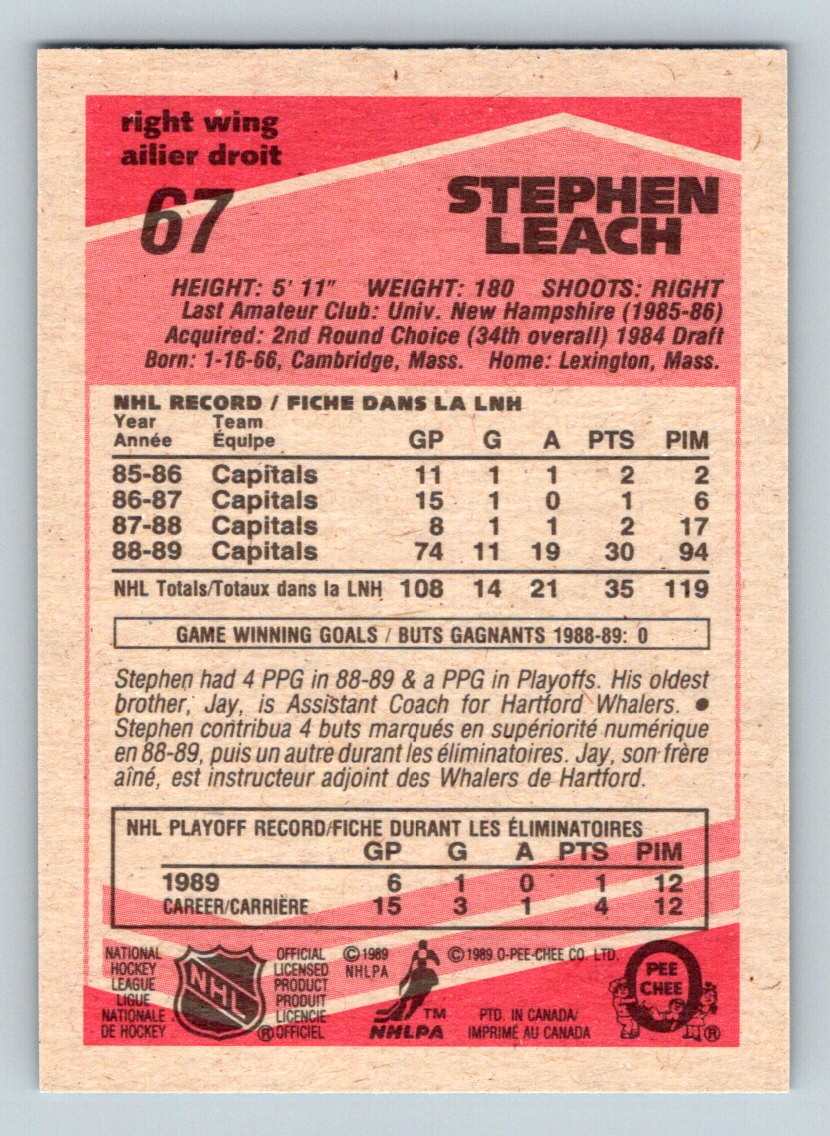 right wing
ailier droit
67
STEPHEN
LEACH
HEIGHT: 5' 11" WEIGHT: 180 SHOOTS: RIGHT
Last Amateur Club: Univ. New Hampshire (1985-86)
Acquired: 2nd Round Choice (34th overall) 1984 Draft
Born: 1-16-66, Cambridge, Mass. Home: Lexington, Mass.
NHL RECORD / FICHE DANS LA LNH
Year Team
Année Équipe GP G A PTS PIM
85-86 Capitals 11 1 1 2 2
86-87 Capitals 15 1 0 1 6
87-88 Capitals 8 1 1 2 17
88-89 Capitals 74 11 19 30 94
NHL Totals/Totaux dans la LNH 108 14 21 35 119
GAME WINNING GOALS / BUTS GAGNANTS 1988-89: 0
Stephen had 4 PPG in 88-89 & a PPG in Playoffs. His oldest
brother, Jay, is Assistant Coach for Hartford Whalers. ●
Stephen contribua 4 buts marqués en supériorité numérique
en 88-89, puis un autre durant les éliminatoires. Jay, son frère
aîné, est instructeur adjoint des Whalers de Hartford.
NHL PLAYOFF RECORD/FICHE DURANT LES ÉLIMINATOIRES
GP G A PTS PIM
1989 6 1 0 1 12
CAREER/CARRIÈRE 15 3 1 4 12
NATIONAL
HOCKEY
LEAGUE
LIGUE
NATIONALE
DE HOCKEY
NHL
®
OFFICIAL
LICENSED
PRODUCT
PRODUIT
LICENCIE
OFFICIEL
©1989
NHLPA
TM
NHLPA
©1989 O-PEE-CHEE CO. LTD.
PTD. IN CANADA/
IMPRIMÉ AU CANADA
O
PEE
CHEE
®